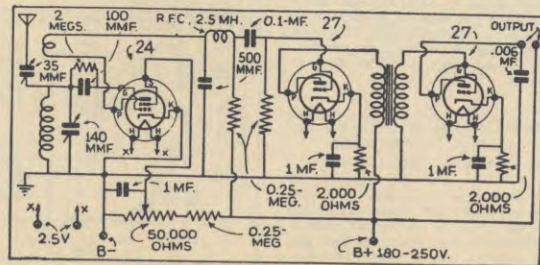 2 MEGS.
100 MMF.
R.F.C., 2.5 MH.
0.1-MF.
27
27
OUTPUT
24
.006 MF.
35 MMF
500 MMF.
G
P
K
H
H
G
P
K
H
H
G
P
K
H
H
140 MMF.
X
X
1 MF.
1 MF.
1 MF.
0.25-MEG.
2,000 OHMS
2,000 OHMS
X
X
2.5V
B-
50,000 OHMS
0.25-MEG
B+ 180-250V.